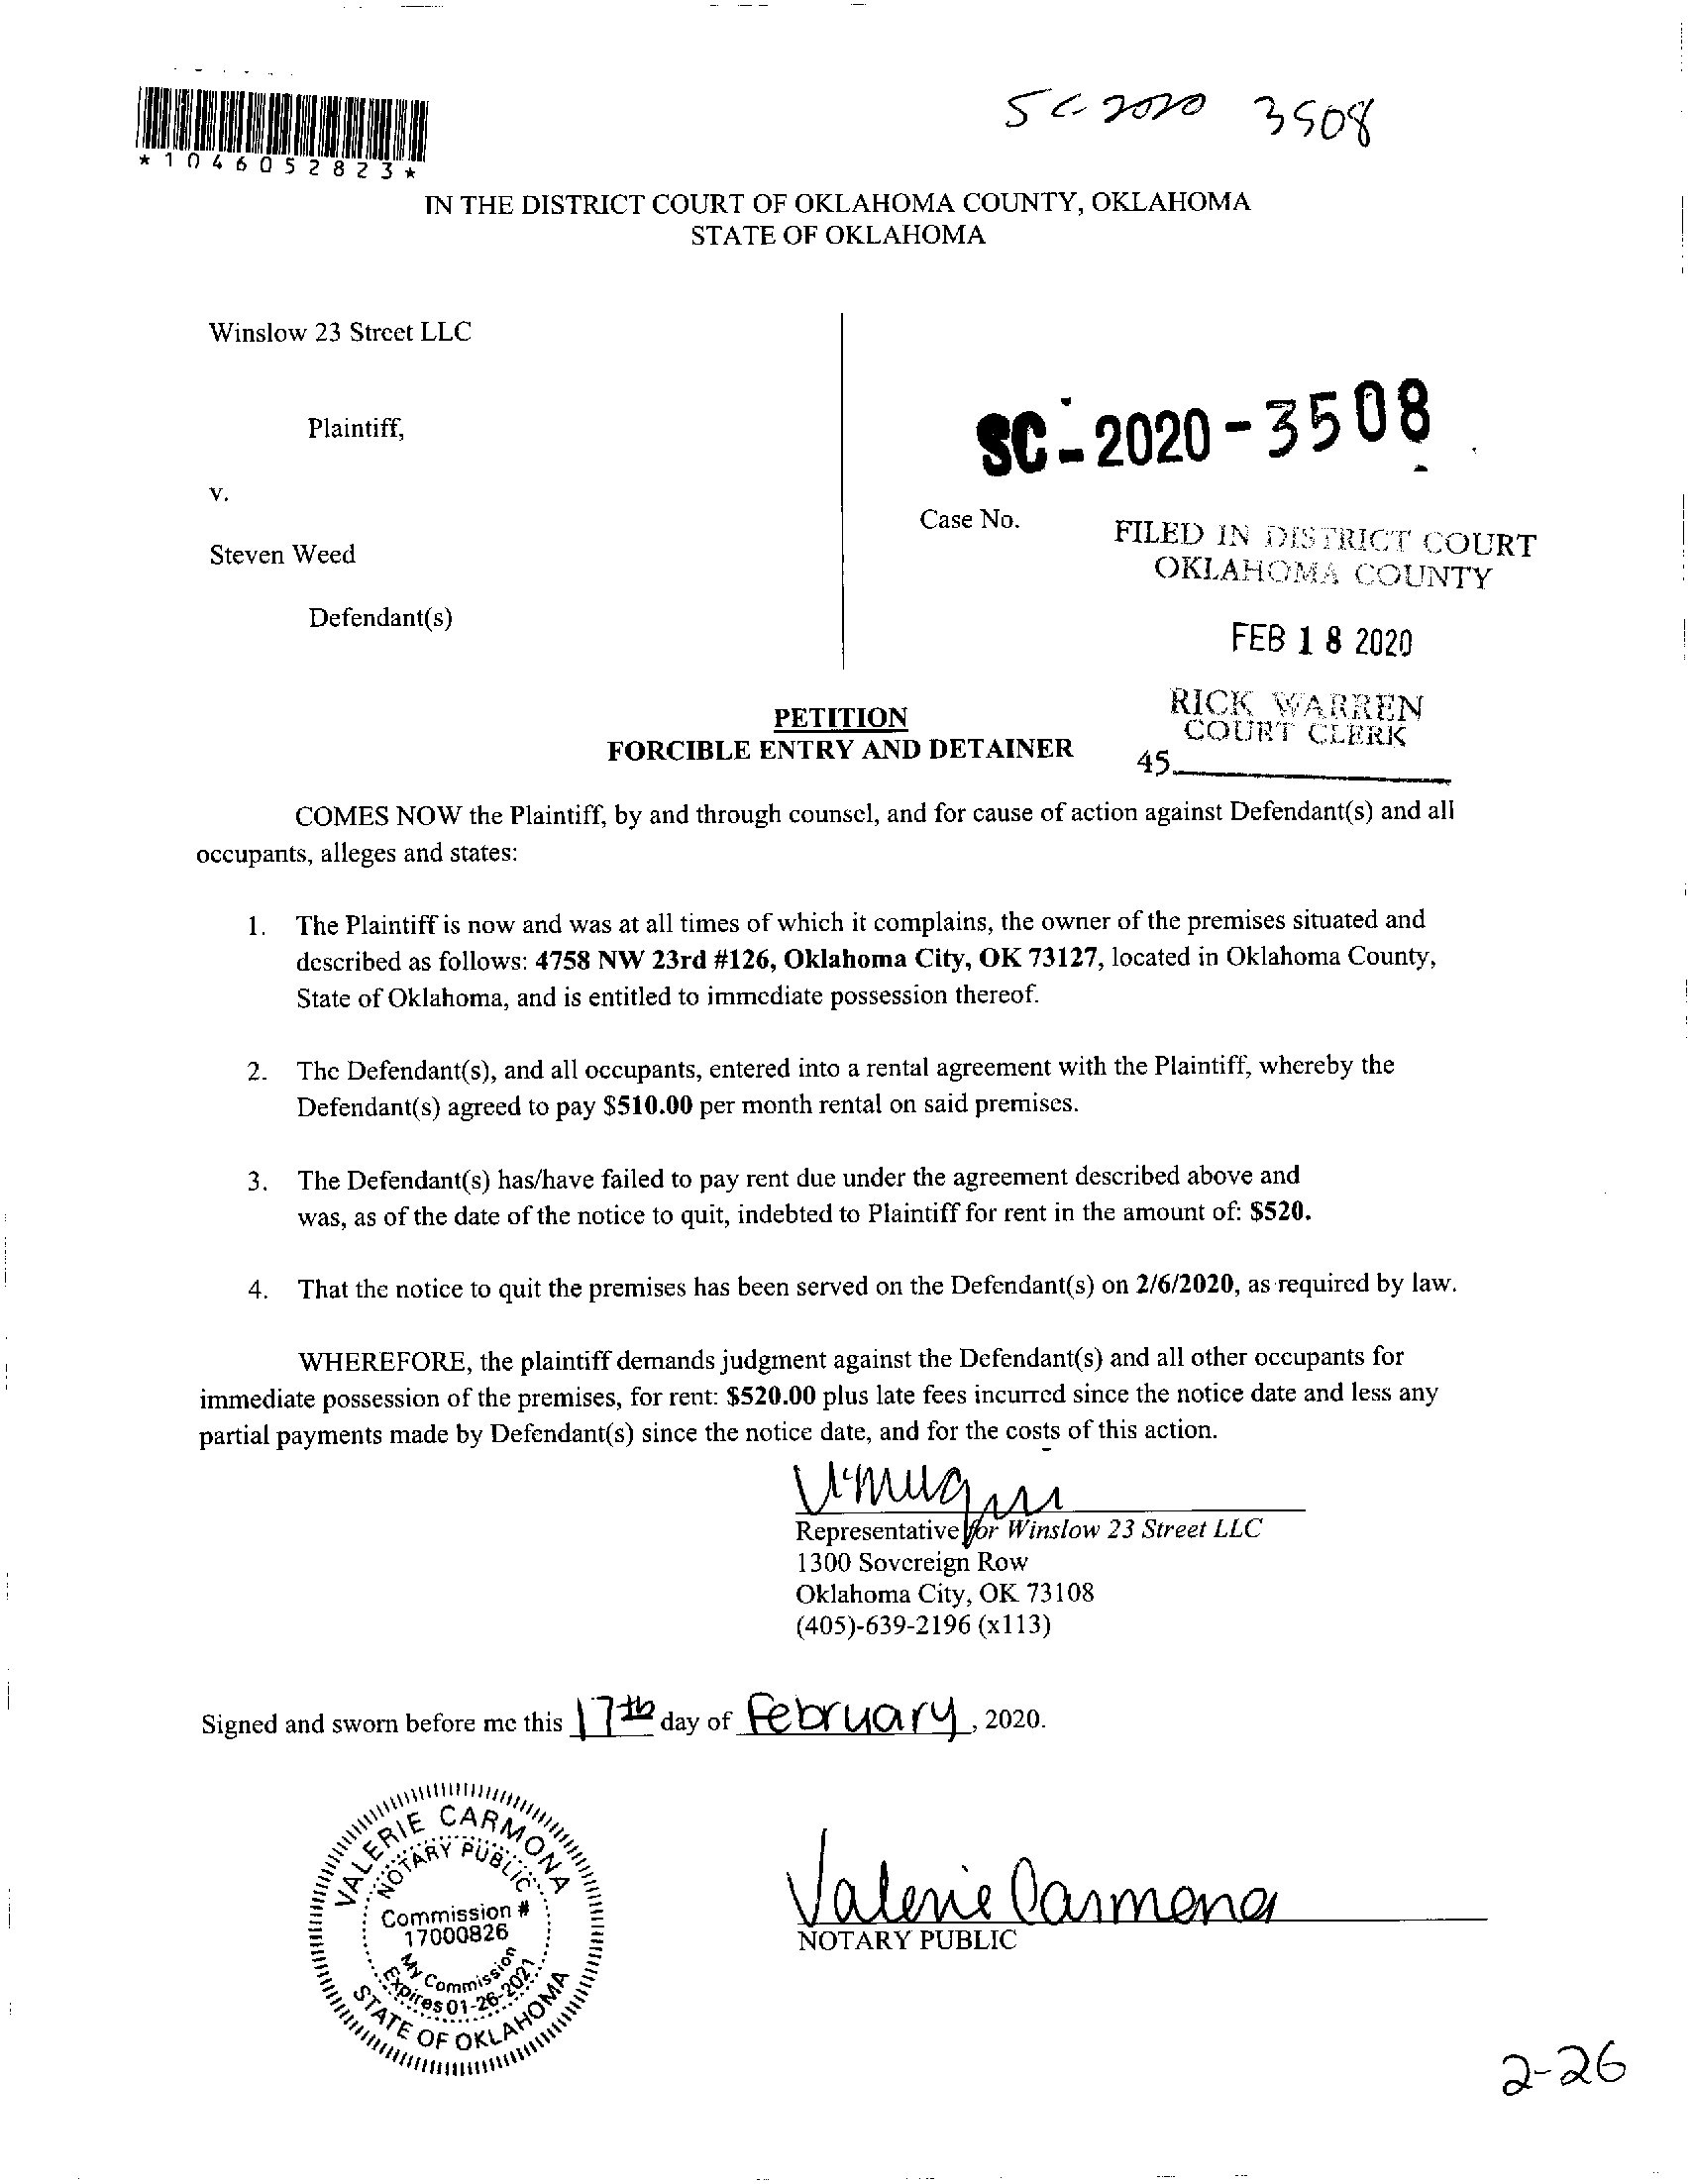 SC 2020 3508
*1046052823*
IN THE DISTRICT COURT OF OKLAHOMA COUNTY, OKLAHOMA
STATE OF OKLAHOMA
Winslow 23 Street LLC
Plaintiff,
v.
Steven Weed
Defendant(s)
SC-2020-3508
Case No.
FILED IN DISTRICT COURT
OKLAHOMA COUNTY
FEB 18 2020
RICK WARREN
COURT CLERK
45
PETITION
FORCIBLE ENTRY AND DETAINER
COMES NOW the Plaintiff, by and through counsel, and for cause of action against Defendant(s) and all
occupants, alleges and states:
1. The Plaintiff is now and was at all times of which it complains, the owner of the premises situated and
described as follows: 4758 NW 23rd #126, Oklahoma City, OK 73127, located in Oklahoma County,
State of Oklahoma, and is entitled to immediate possession thereof.
2. The Defendant(s), and all occupants, entered into a rental agreement with the Plaintiff, whereby the
Defendant(s) agreed to pay $510.00 per month rental on said premises.
3. The Defendant(s) has/have failed to pay rent due under the agreement described above and
was, as of the date of the notice to quit, indebted to Plaintiff for rent in the amount of: $520.
4. That the notice to quit the premises has been served on the Defendant(s) on 2/6/2020, as required by law.
WHEREFORE, the plaintiff demands judgment against the Defendant(s) and all other occupants for
immediate possession of the premises, for rent: $520.00 plus late fees incurred since the notice date and less any
partial payments made by Defendant(s) since the notice date, and for the costs of this action.
Representative for Winslow 23 Street LLC
1300 Sovereign Row
Oklahoma City, OK 73108
(405)-639-2196 (x113)
Signed and sworn before me this 17th day of February, 2020.
VALERIE CARMONA
NOTARY PUBLIC
Commission #
17000826
My Commission
Expires 01-26-2021
STATE OF OKLAHOMA
Valerie Carmona
NOTARY PUBLIC
2-26